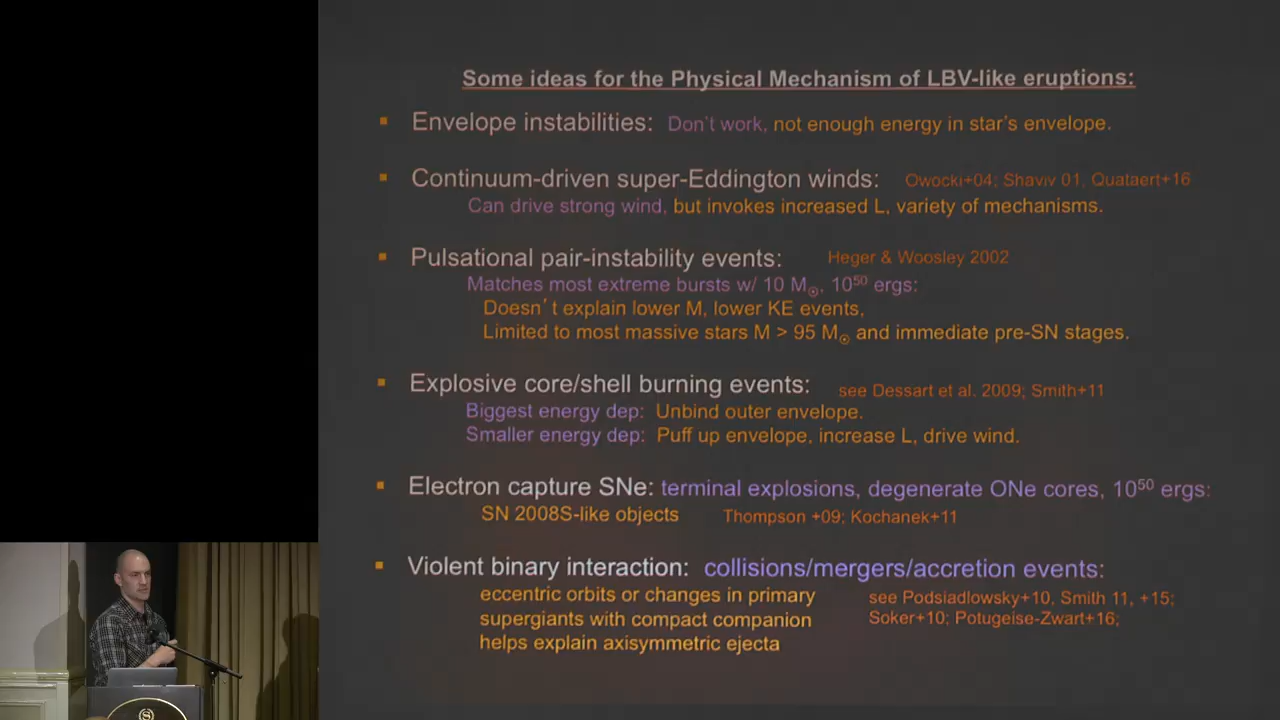 Some ideas for the Physical Mechanism of LBV-like eruptions:
▪ Envelope instabilities: Don't work, not enough energy in star's envelope.
▪ Continuum-driven super-Eddington winds: Owocki+04; Shaviv 01, Quataert+16
Can drive strong wind, but invokes increased L, variety of mechanisms.
▪ Pulsational pair-instability events: Heger & Woosley 2002
Matches most extreme bursts w/ 10 M☉, 10⁵⁰ ergs:
Doesn't explain lower M, lower KE events,
Limited to most massive stars M > 95 M☉ and immediate pre-SN stages.
▪ Explosive core/shell burning events: see Dessart et al. 2009; Smith+11
Biggest energy dep: Unbind outer envelope.
Smaller energy dep: Puff up envelope, increase L, drive wind.
▪ Electron capture SNe: terminal explosions, degenerate ONe cores, 10⁵⁰ ergs:
SN 2008S-like objects Thompson +09; Kochanek+11
▪ Violent binary interaction: collisions/mergers/accretion events:
eccentric orbits or changes in primary see Podsiadlowsky+10, Smith 11, +15;
supergiants with compact companion Soker+10; Potugeise-Zwart+16;
helps explain axisymmetric ejecta
S